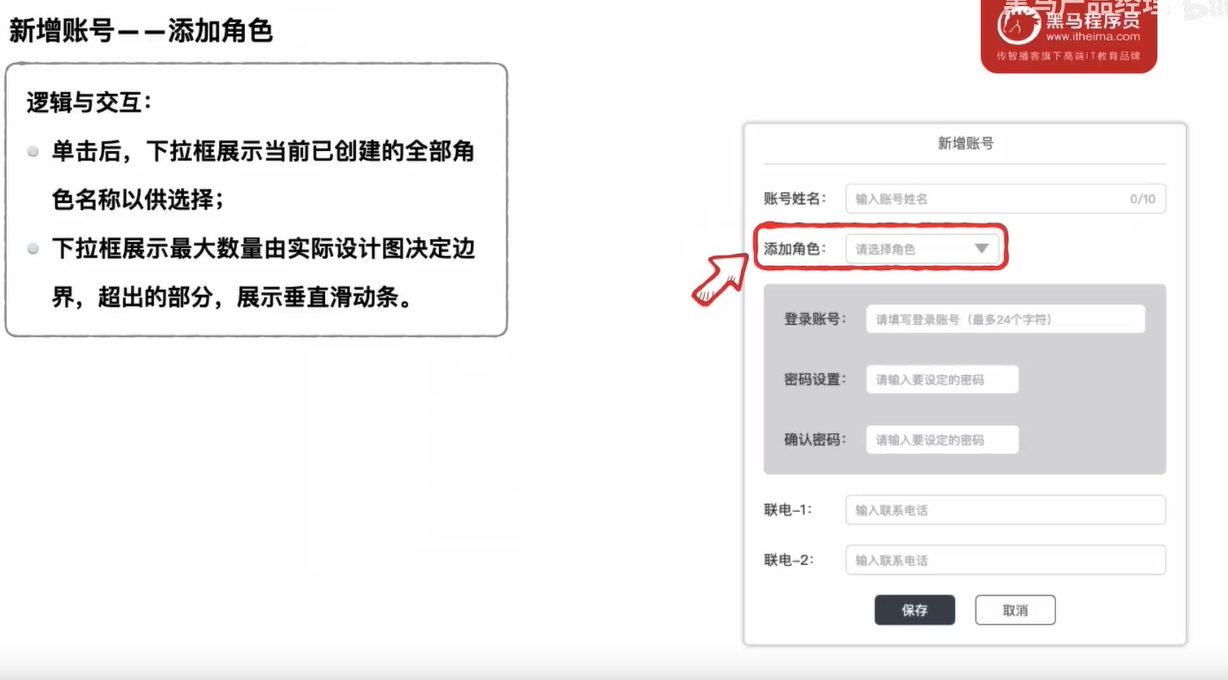 新增账号——添加角色
黑马产品经理
黑马程序员
www.itheima.com
传智播客旗下高端IT教育品牌
逻辑与交互：
单击后，下拉框展示当前已创建的全部角
色名称以供选择；
下拉框展示最大数量由实际设计图决定边
界，超出的部分，展示垂直滑动条。
新增账号
账号姓名： 输入账号姓名 0/10
添加角色： 请选择角色
登录账号： 请填写登录账号（最多24个字符）
密码设置： 请输入要设定的密码
确认密码： 请输入要设定的密码
联电-1： 输入联系电话
联电-2： 输入联系电话
保存 取消